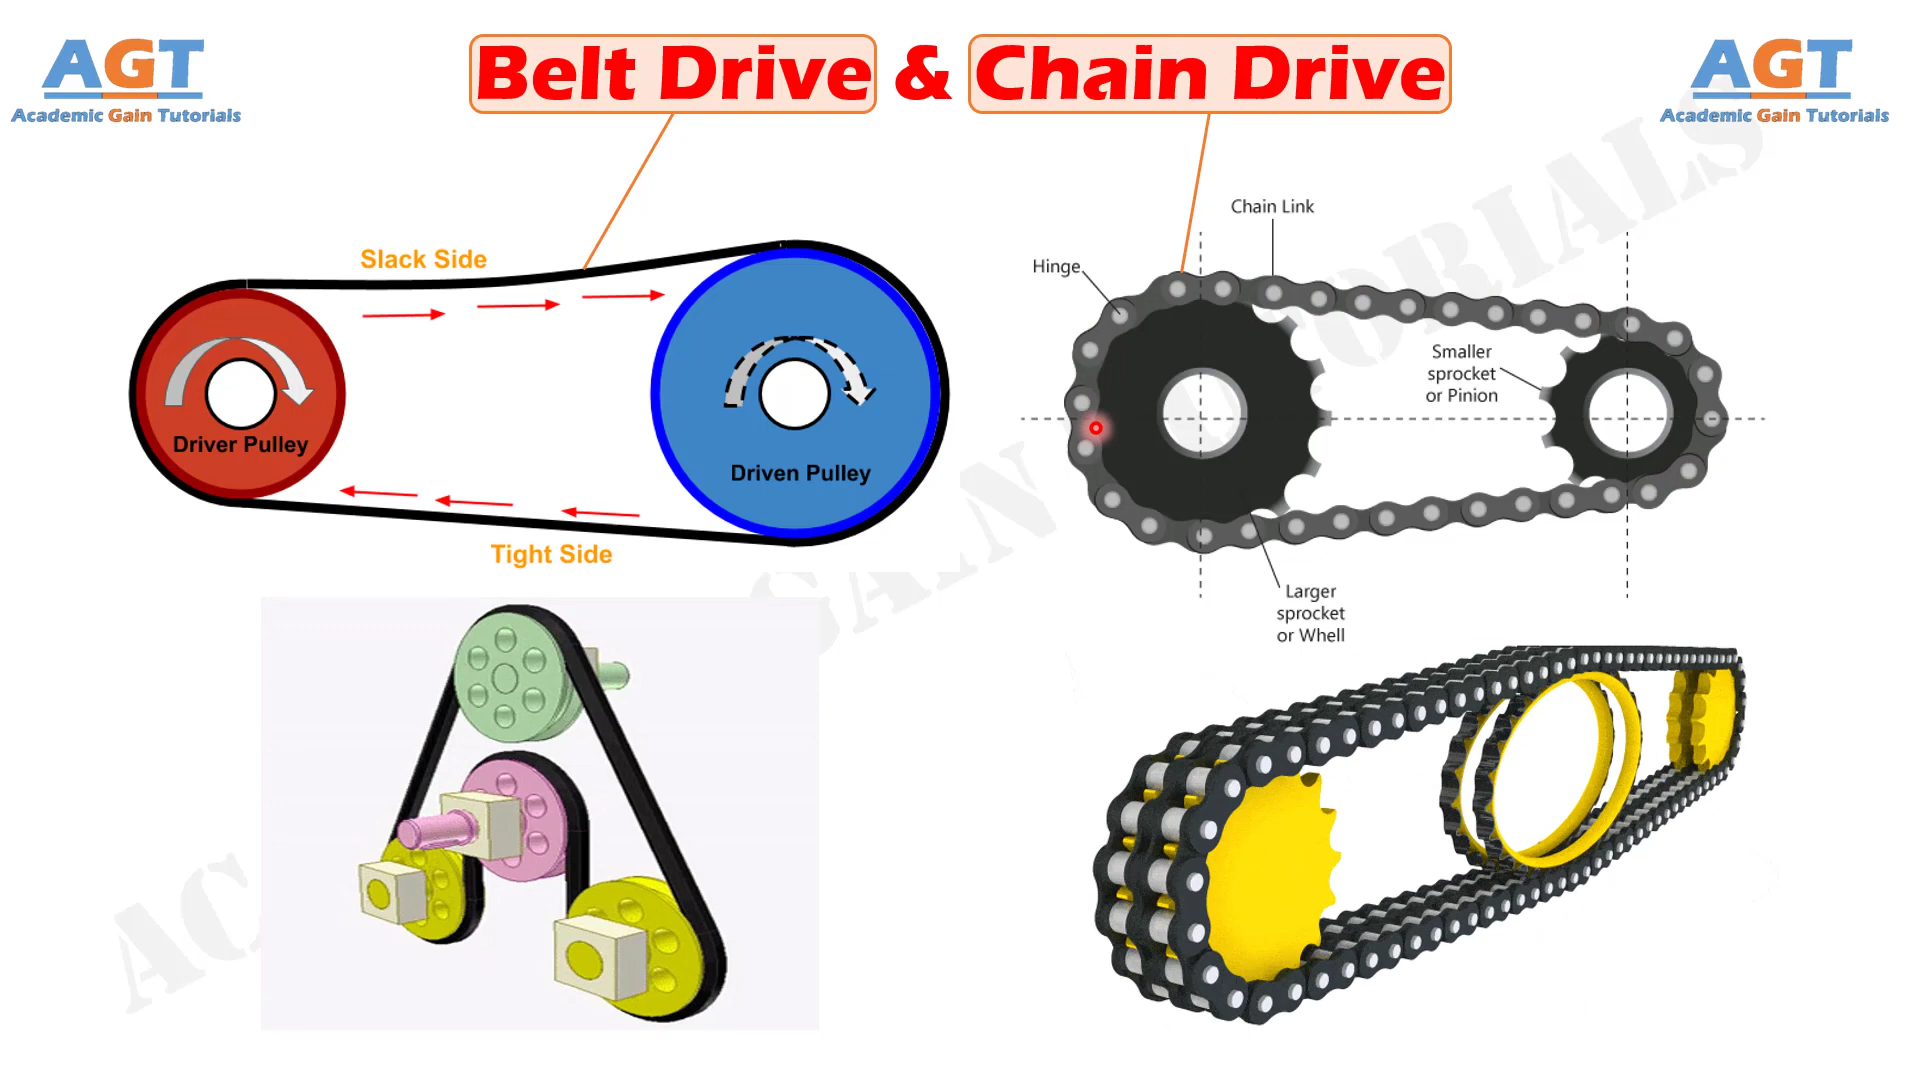 AGT
Academic Gain Tutorials
Belt Drive & Chain Drive
AGT
Academic Gain Tutorials
Slack Side
Driver Pulley
Driven Pulley
Tight Side
Chain Link
Hinge
Smaller
sprocket
or Pinion
Larger
sprocket
or Whell